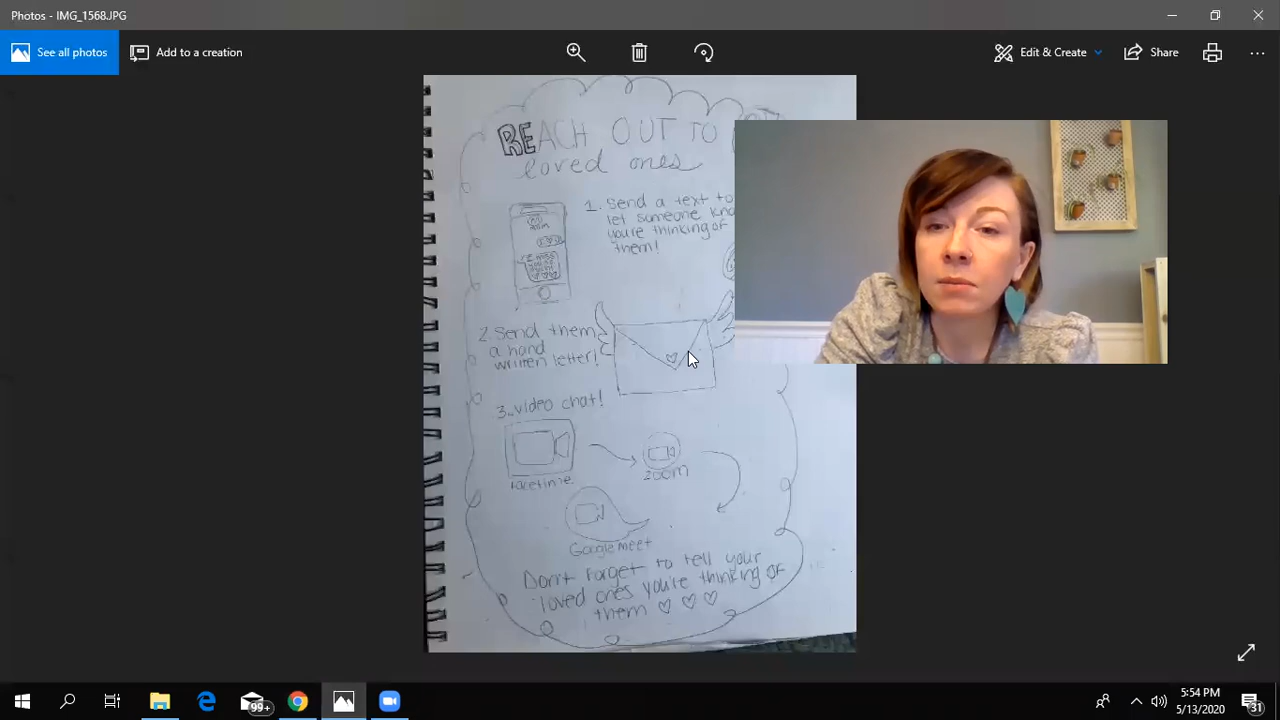 Photos - IMG_1568.JPG
See all photos
Add to a creation
Edit & Create
Share
REACH OUT TO
loved ones
1. Send a text to
let someone kno
you're thinking of
them!
2. Send them
a hand
written letter!
3. video chat!
facetime
zoom
Google meet
Don't forget to tell your
loved ones you're thinking of
them
99+
5:54 PM
5/13/2020
31